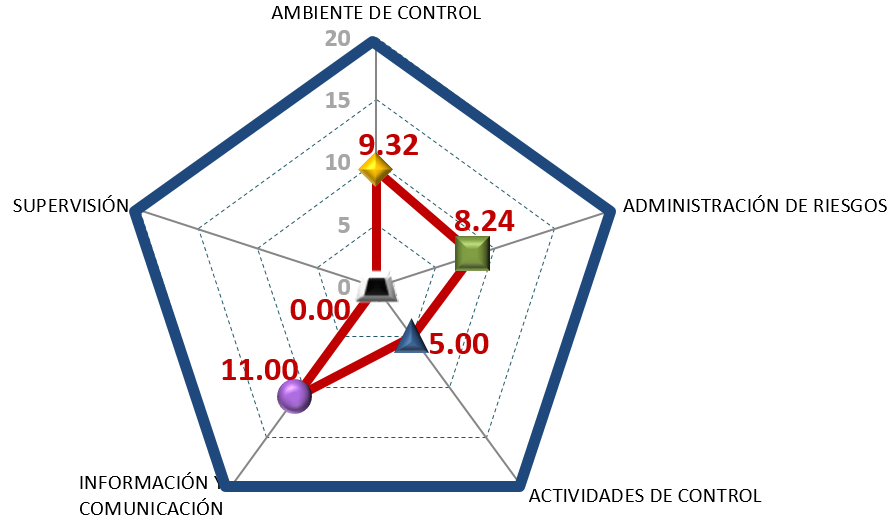 AMBIENTE DE CONTROL
20
15
9.32
10
SUPERVISIÓN
ADMINISTRACIÓN DE RIESGOS
8.24
5
0
0.00
5.00
11.00
INFORMACIÓN Y
COMUNICACIÓN
ACTIVIDADES DE CONTROL